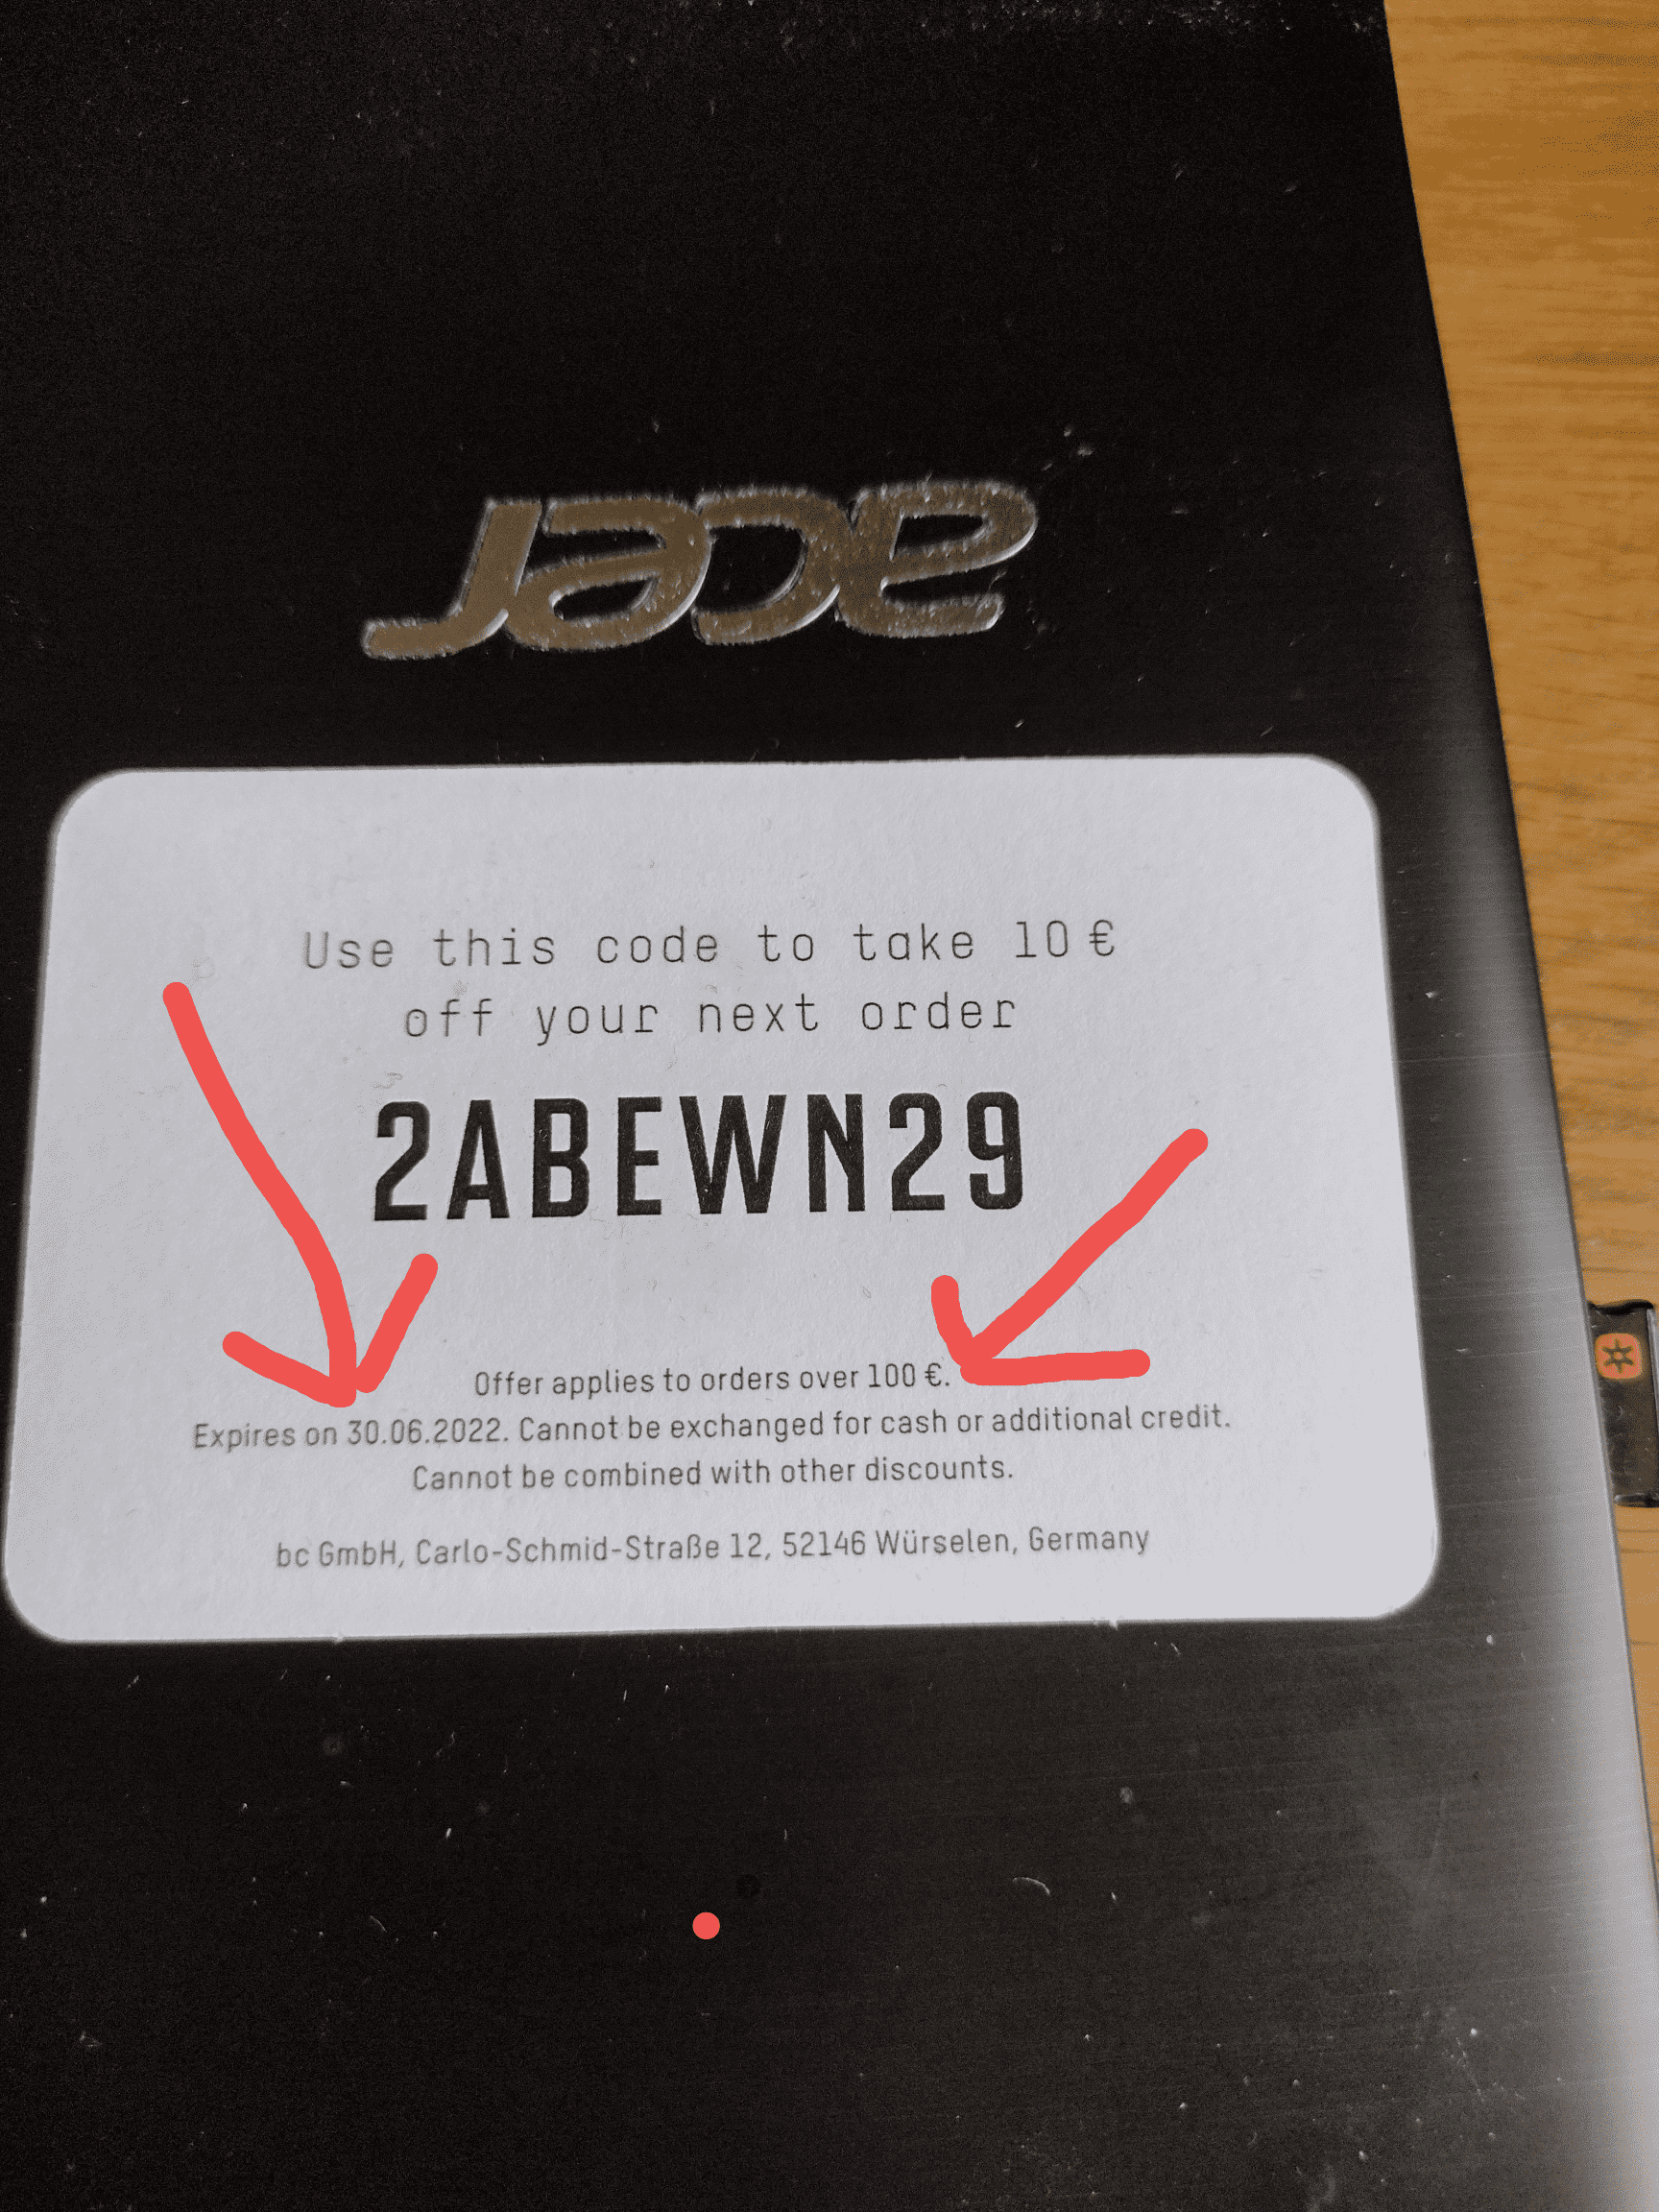 acer
Use this code to take 10 €
off your next order
2ABEWN29
Offer applies to orders over 100 €.
Expires on 30.06.2022. Cannot be exchanged for cash or additional credit.
Cannot be combined with other discounts.
bc GmbH, Carlo-Schmid-Straße 12, 52146 Würselen, Germany